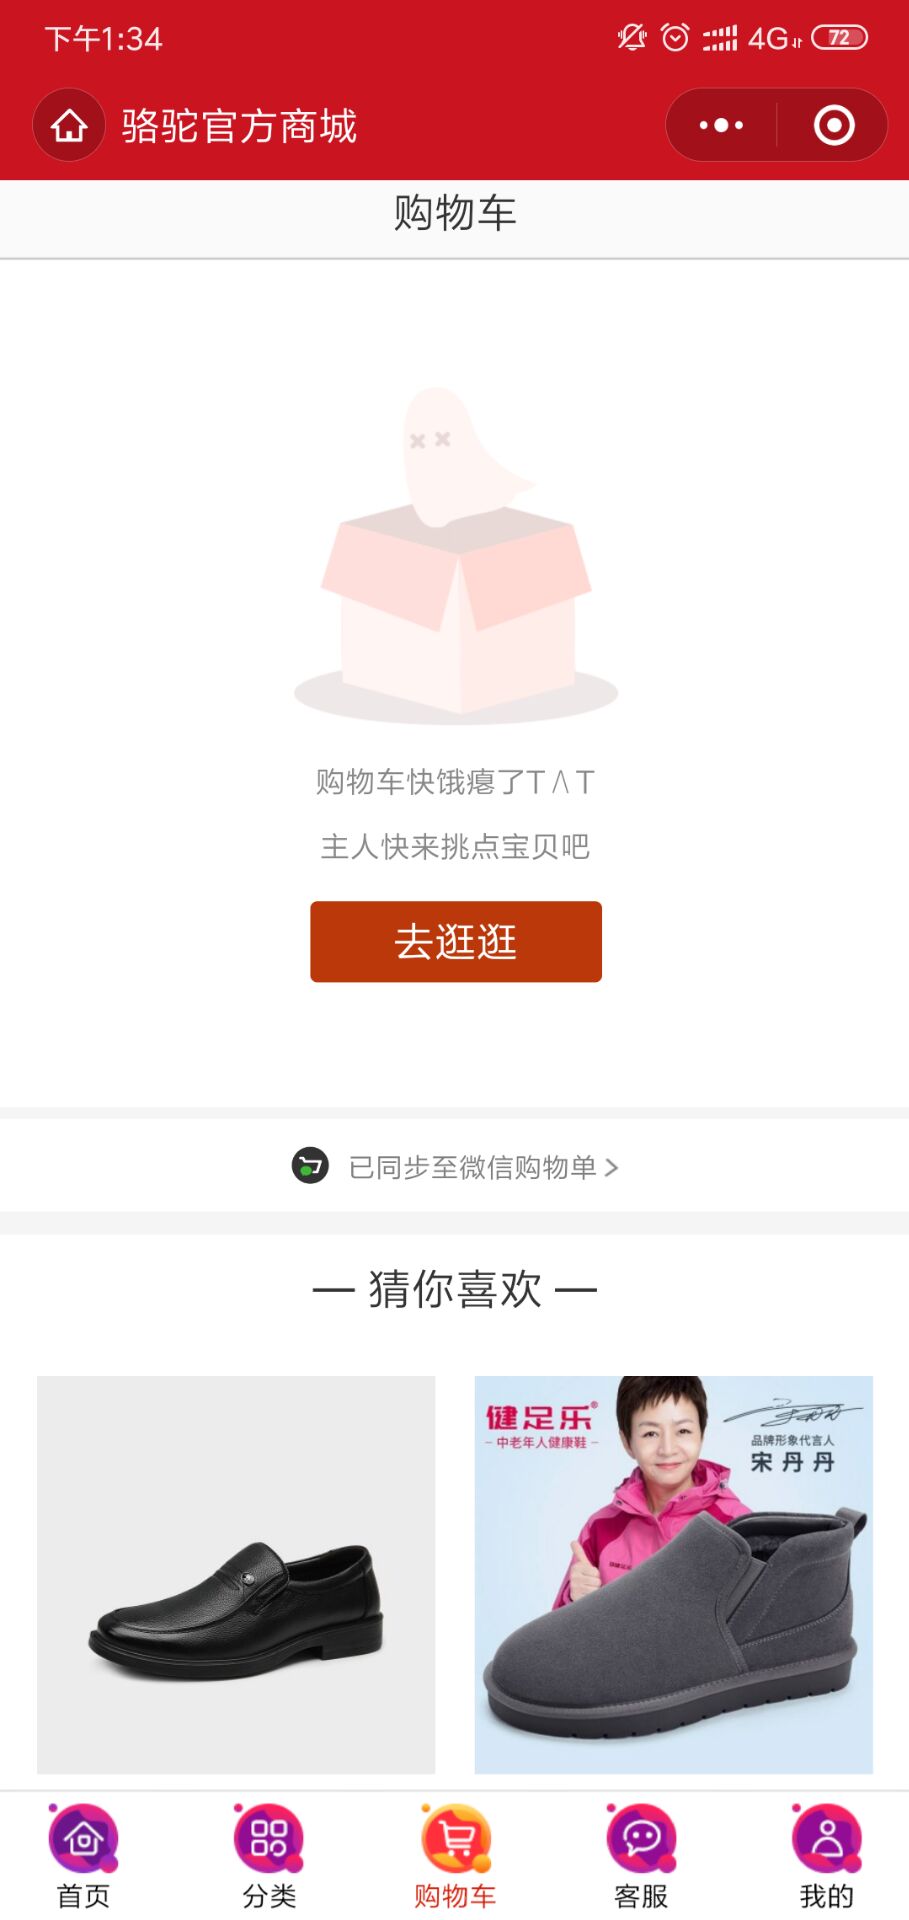 下午1:34
4G
72
骆驼官方商城
购物车
购物车快饿瘪了T∧T
主人快来挑点宝贝吧
去逛逛
已同步至微信购物单 >
— 猜你喜欢 —
健足乐®
– 中老年人健康鞋 –
品牌形象代言人
宋丹丹
首页
分类
购物车
客服
我的